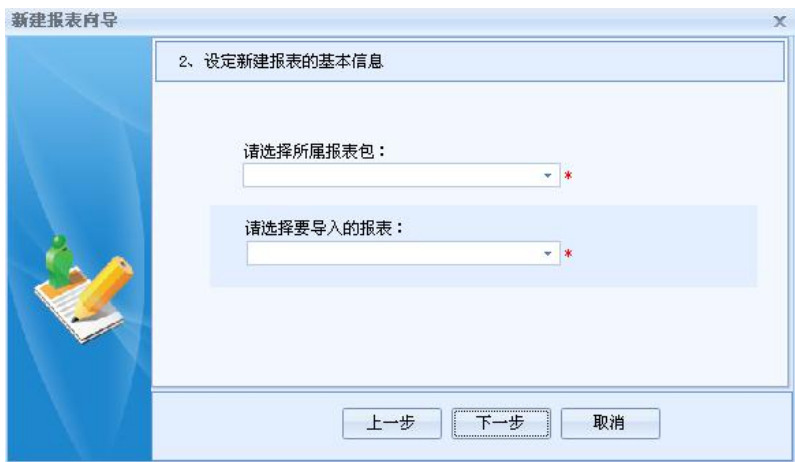 新建报表向导
x
2、设定新建报表的基本信息
请选择所属报表包：
*
请选择要导入的报表：
*
上一步 下一步 取消